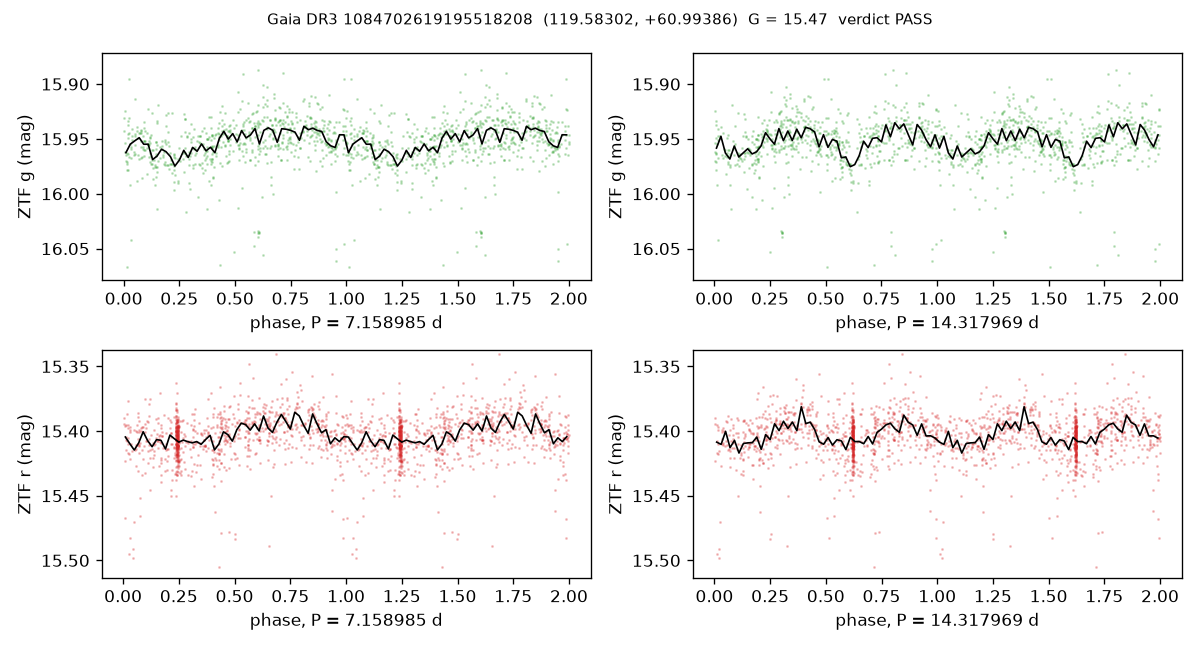 Gaia DR3 1084702619195518208 (119.58302, +60.99386) G = 15.47 verdict PASS
ZTF g (mag)
15.90
15.95
16.00
16.05
0.00 0.25 0.50 0.75 1.00 1.25 1.50 1.75 2.00
phase, P = 7.158985 d
ZTF g (mag)
15.90
15.95
16.00
16.05
0.00 0.25 0.50 0.75 1.00 1.25 1.50 1.75 2.00
phase, P = 14.317969 d
ZTF r (mag)
15.35
15.40
15.45
15.50
0.00 0.25 0.50 0.75 1.00 1.25 1.50 1.75 2.00
phase, P = 7.158985 d
ZTF r (mag)
15.35
15.40
15.45
15.50
0.00 0.25 0.50 0.75 1.00 1.25 1.50 1.75 2.00
phase, P = 14.317969 d